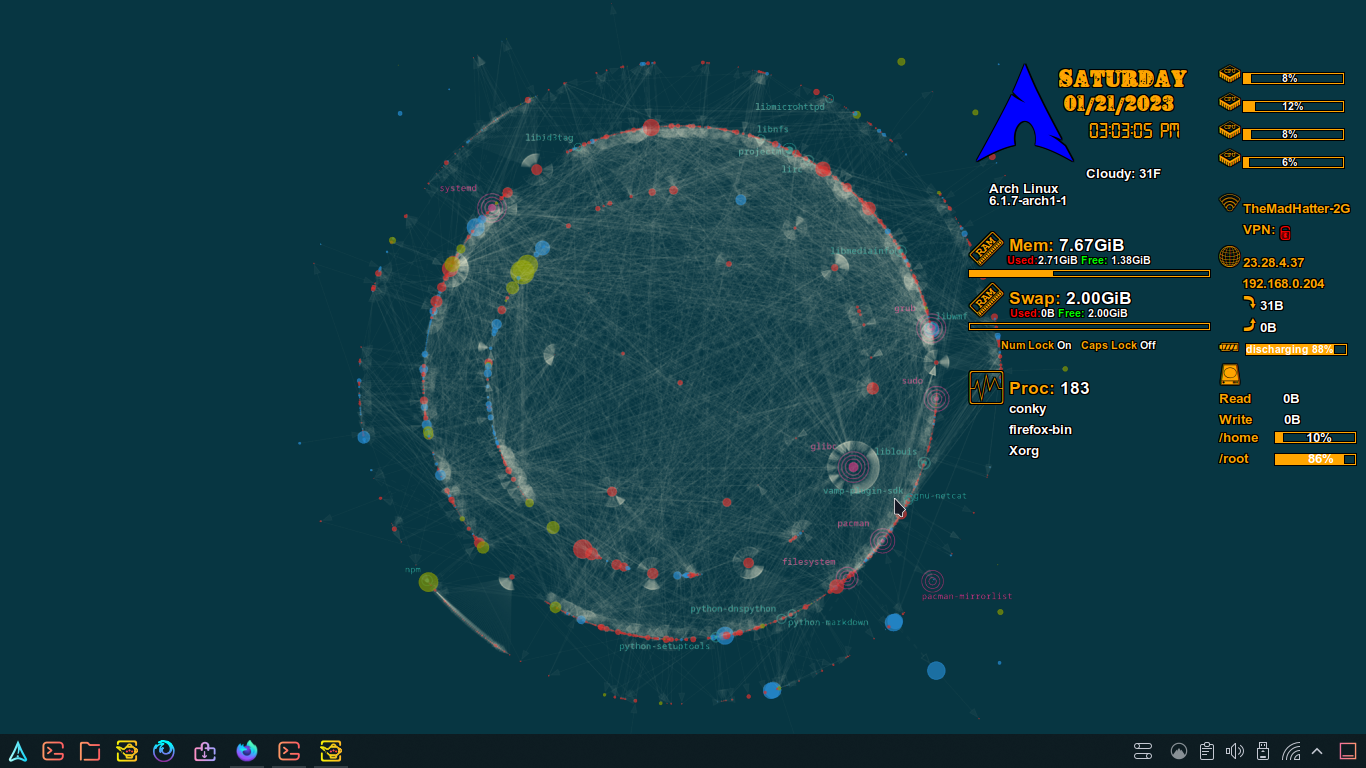 libmicrohttpd
libnfs
libid3tag
systemd
libmediainfo
grub
libwmf
sudo
glibc
liblouis
vamp-plugin-sdk
gnu-netcat
pacman
filesystem
pacman-mirrorlist
npm
python-dnspython
python-markdown
python-setuptools
SATURDAY
01/21/2023
03:03:05 PM
Cloudy: 31F
Arch Linux
6.1.7-arch1-1
Mem: 7.67GiB
Used: 2.71GiB Free: 1.38GiB
Swap: 2.00GiB
Used: 0B Free: 2.00GiB
Num Lock On Caps Lock Off
Proc: 183
conky
firefox-bin
Xorg
8%
12%
8%
6%
TheMadHatter-2G
VPN:
23.28.4.37
192.168.0.204
31B
0B
discharging 88%
Read 0B
Write 0B
/home 10%
/root 86%
RAM
RAM